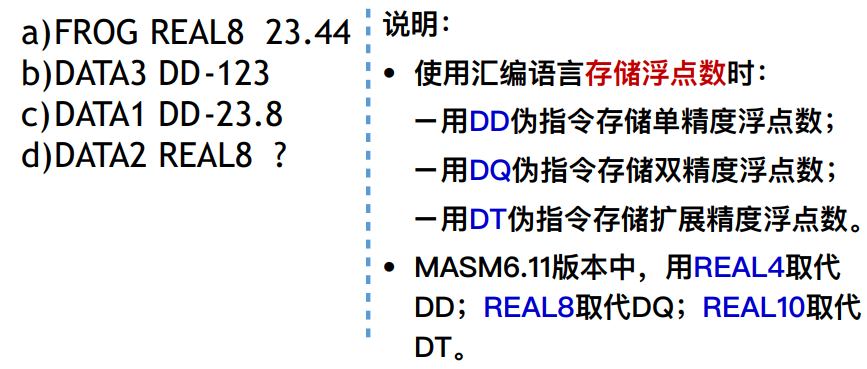 a)FROG REAL8 23.44
b)DATA3 DD-123
c)DATA1 DD-23.8
d)DATA2 REAL8 ?
说明：
• 使用汇编语言存储浮点数时：
－用DD伪指令存储单精度浮点数；
－用DQ伪指令存储双精度浮点数；
－用DT伪指令存储扩展精度浮点数。
• MASM6.11版本中，用REAL4取代
DD；REAL8取代DQ；REAL10取代
DT。